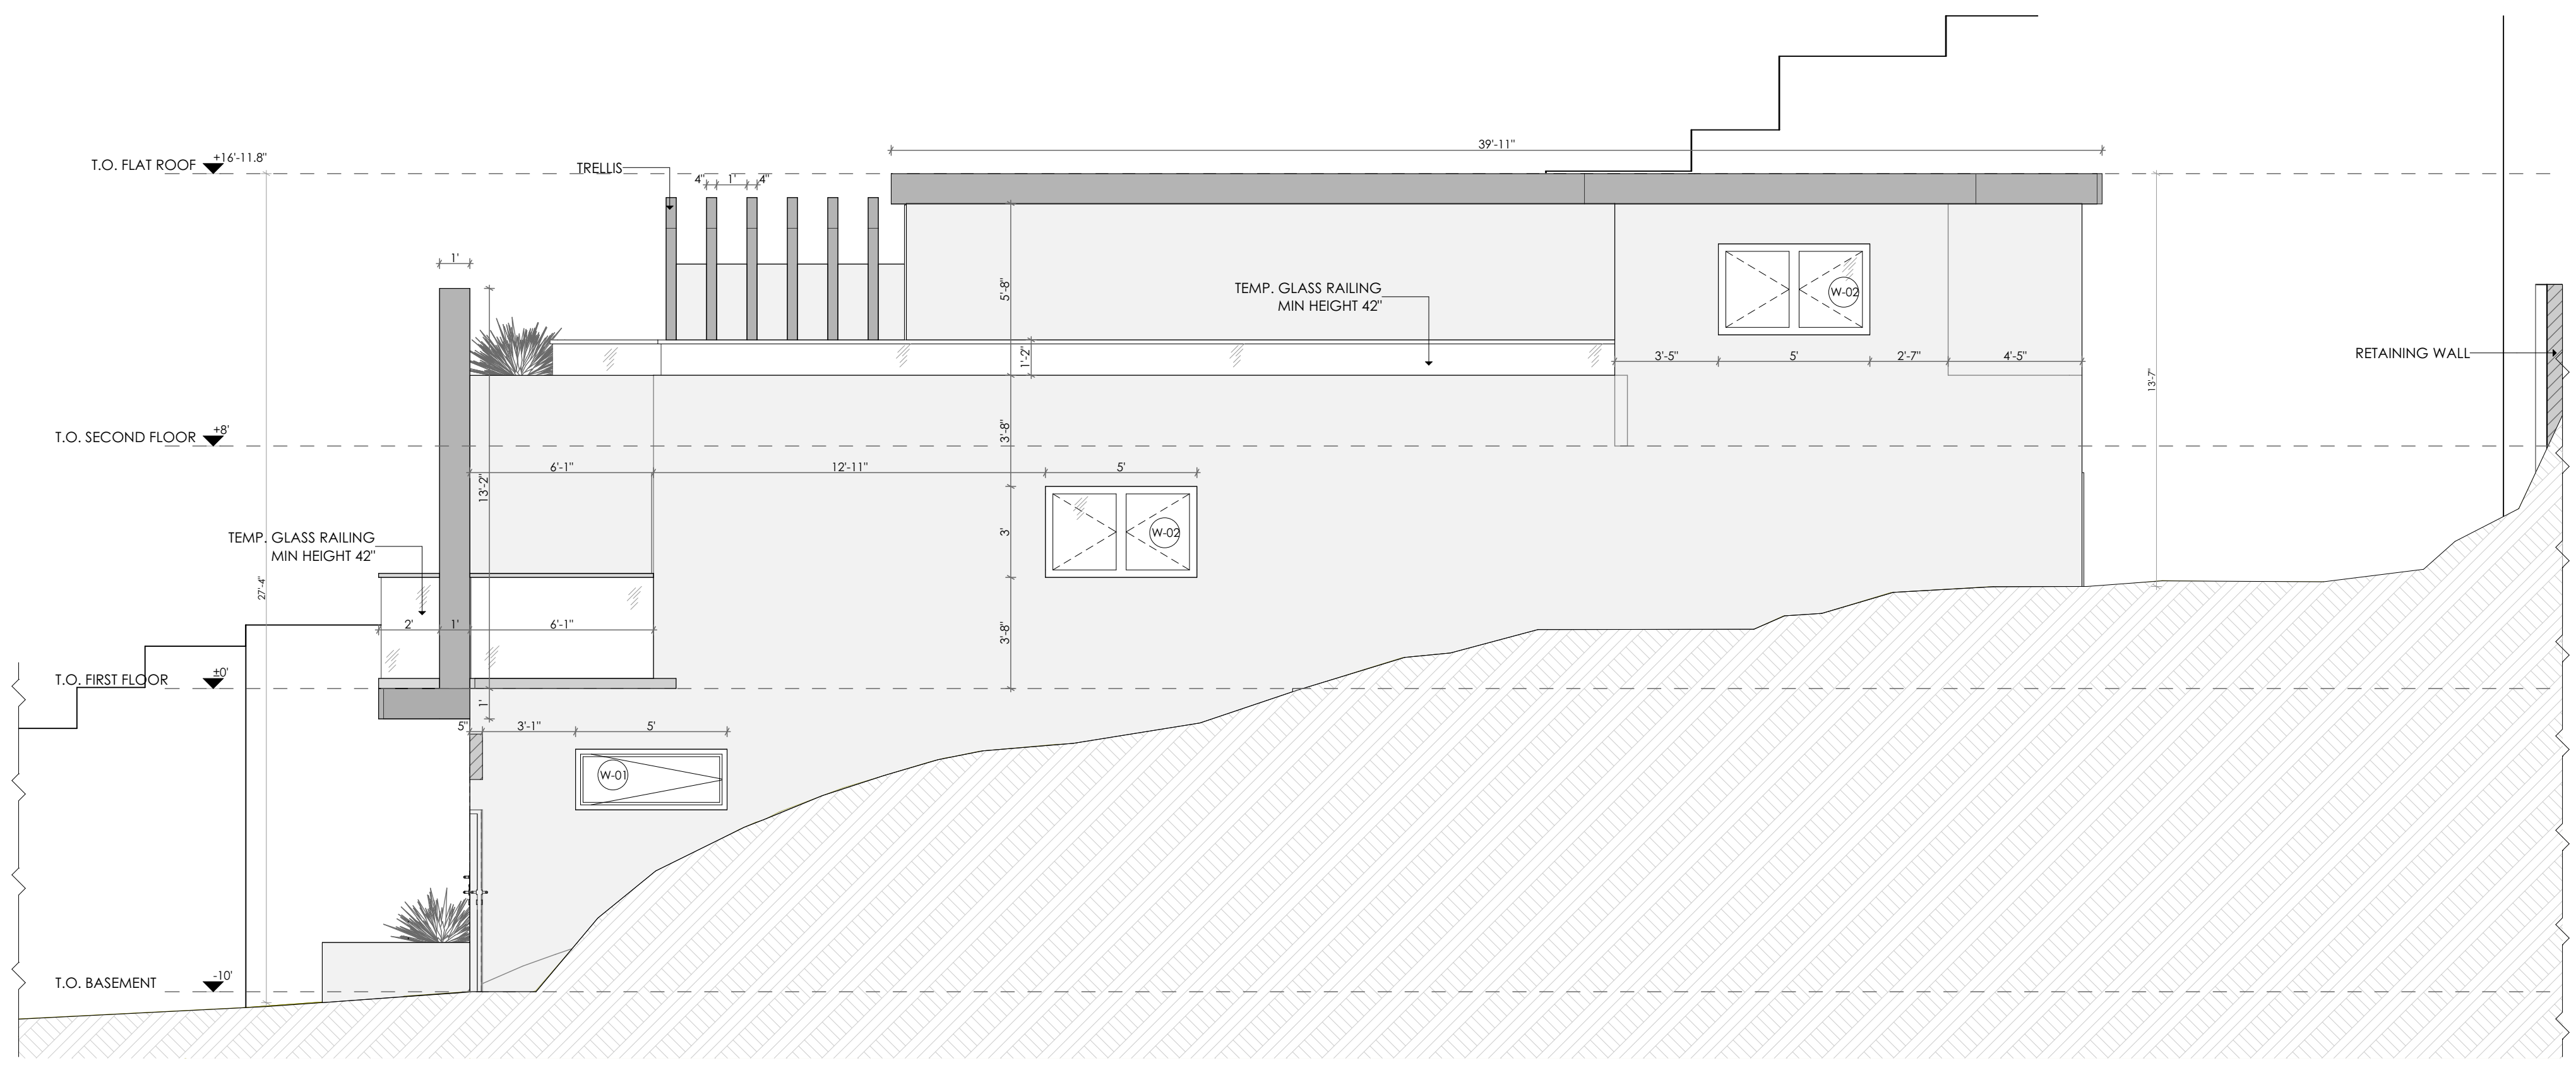 39'-11"
+16'-11.8"
T.O. FLAT ROOF
TRELLIS
4"
1'
4"
1'
5'-8"
TEMP. GLASS RAILING
MIN HEIGHT 42"
W-02
1'-2"
3'-5"
5'
2'-7"
4'-5"
RETAINING WALL
13'-7"
+8'
T.O. SECOND FLOOR
3'-8"
6'-1"
12'-11"
5'
13'-2"
TEMP. GLASS RAILING
MIN HEIGHT 42"
3'
W-02
27'-4"
2'
1'
6'-1"
3'-8"
±0'
T.O. FIRST FLOOR
1'
5"
3'-1"
5'
W-01
-10'
T.O. BASEMENT